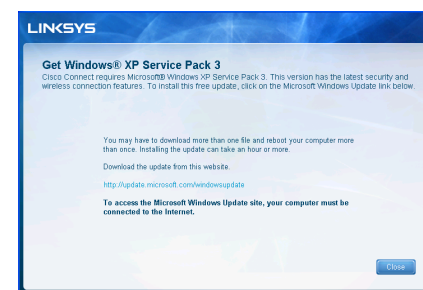 LINKSYS
Get Windows® XP Service Pack 3
Cisco Connect requires Microsoft® Windows XP Service Pack 3. This version has the latest security and
wireless connection features. To install this free update, click on the Microsoft Windows Update link below.
You may have to download more than one file and reboot your computer more
than once. Installing the update can take an hour or more.
Download the update from this website.
http://update.microsoft.com/windowsupdate
To access the Microsoft Windows Update site, your computer must be
connected to the Internet.
Close